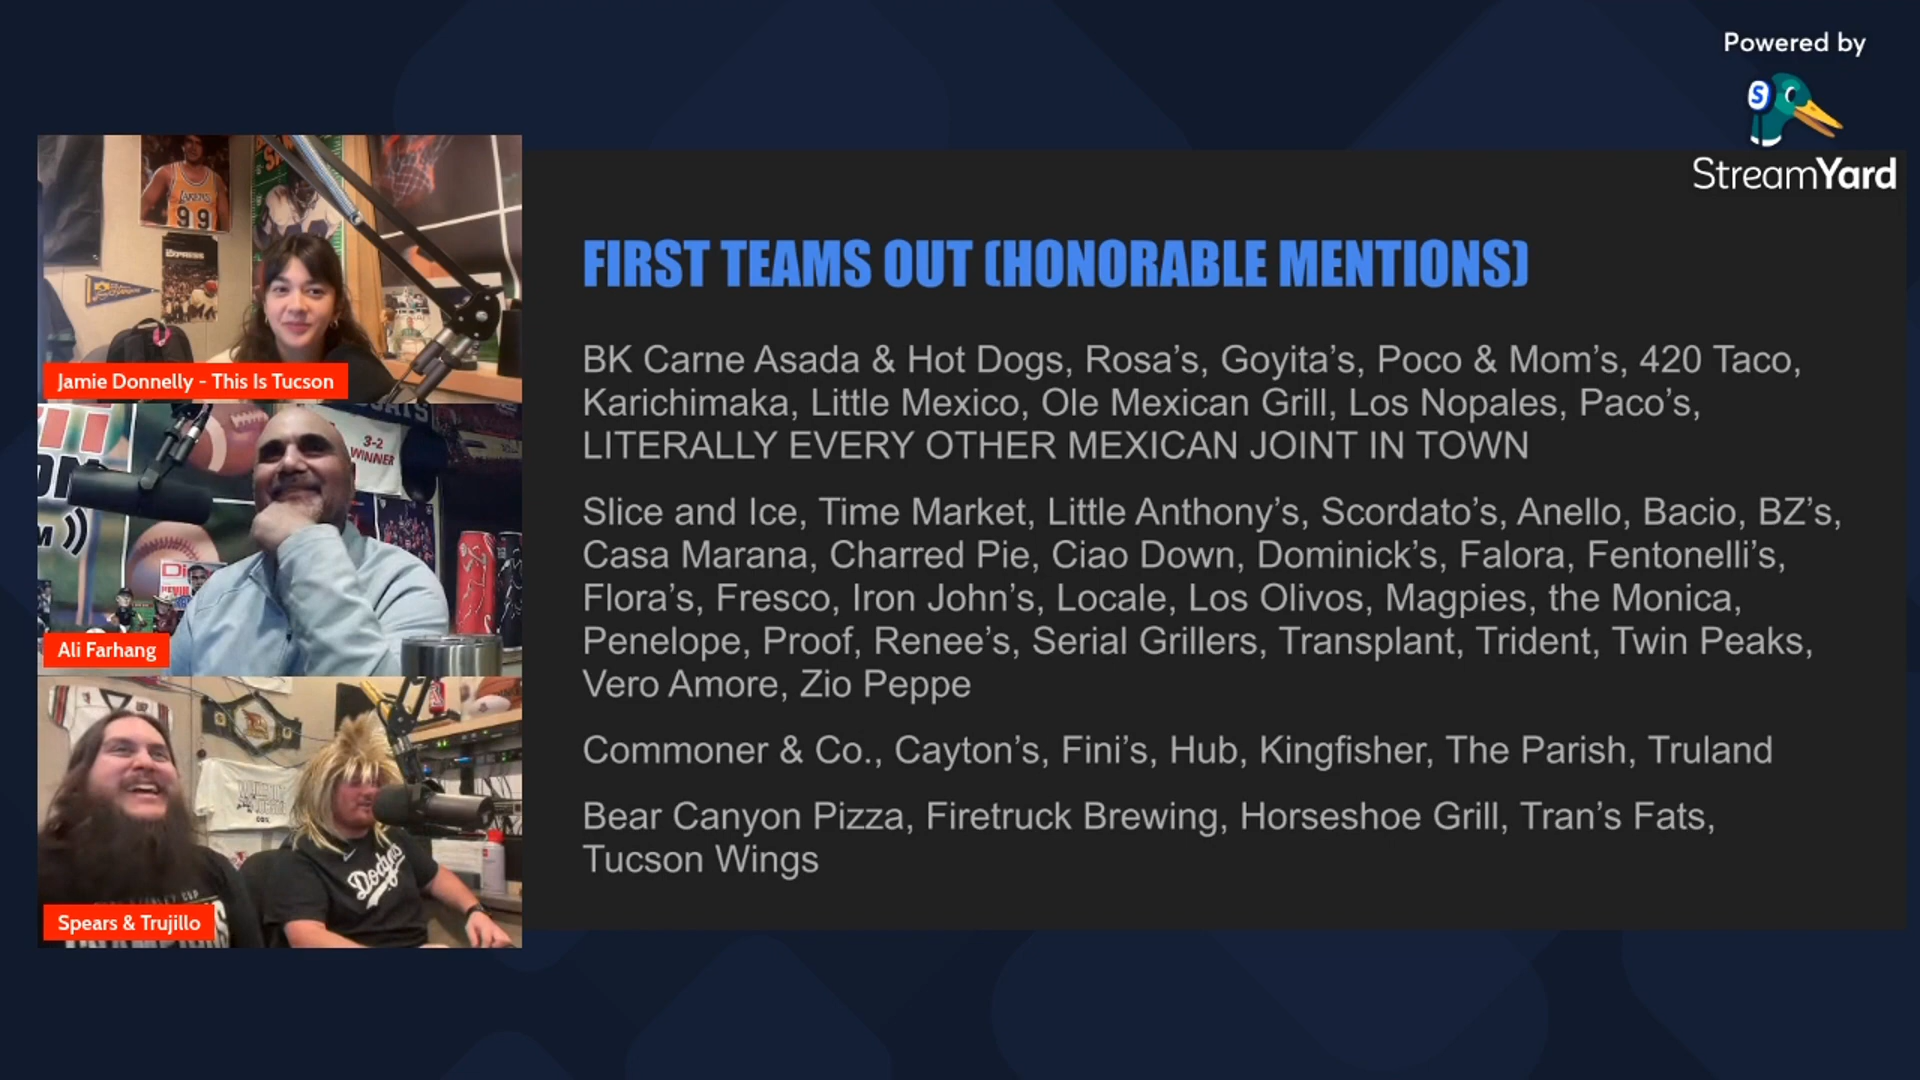 Powered by
S
StreamYard
LAKERS
99
EXPRESS
Jamie Donnelly - This Is Tucson
3-2
WINNER
Ali Farhang
Dodgers
Spears & Trujillo
FIRST TEAMS OUT (HONORABLE MENTIONS)
BK Carne Asada & Hot Dogs, Rosa’s, Goyita’s, Poco & Mom’s, 420 Taco,
Karichimaka, Little Mexico, Ole Mexican Grill, Los Nopales, Paco’s,
LITERALLY EVERY OTHER MEXICAN JOINT IN TOWN
Slice and Ice, Time Market, Little Anthony’s, Scordato’s, Anello, Bacio, BZ’s,
Casa Marana, Charred Pie, Ciao Down, Dominick’s, Falora, Fentonelli’s,
Flora’s, Fresco, Iron John’s, Locale, Los Olivos, Magpies, the Monica,
Penelope, Proof, Renee’s, Serial Grillers, Transplant, Trident, Twin Peaks,
Vero Amore, Zio Peppe
Commoner & Co., Cayton’s, Fini’s, Hub, Kingfisher, The Parish, Truland
Bear Canyon Pizza, Firetruck Brewing, Horseshoe Grill, Tran’s Fats,
Tucson Wings